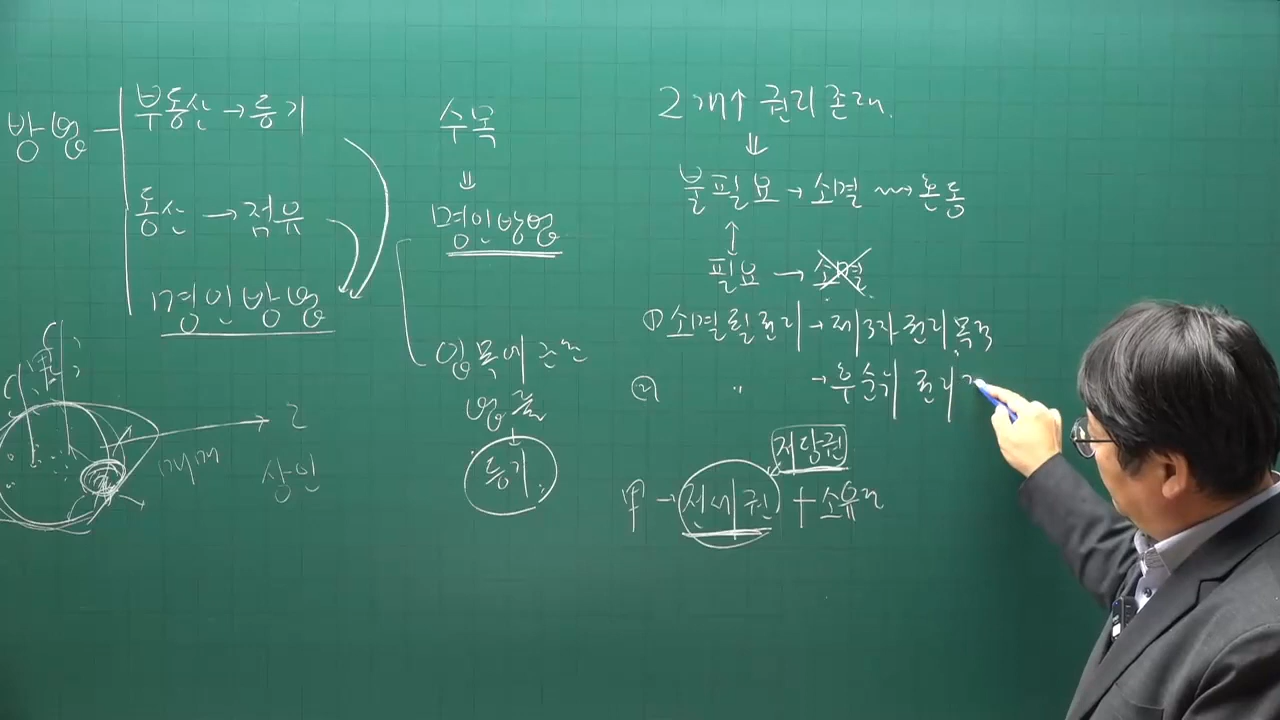 방법
부동산 → 등기
동산 → 점유
명인방법
乙
매매
상인
수목
⇓
명인방법
입목에 관한
법률
↓
등기
2개↑ 권리 존재.
⇓
불필요 → 소멸 ⇝ 혼동
↑
필요 → 소멸
① 소멸될 권리 → 제3자 권리 목적
② 〃 → 후순위 권리
저당권
甲 → 전세권 + 소유권